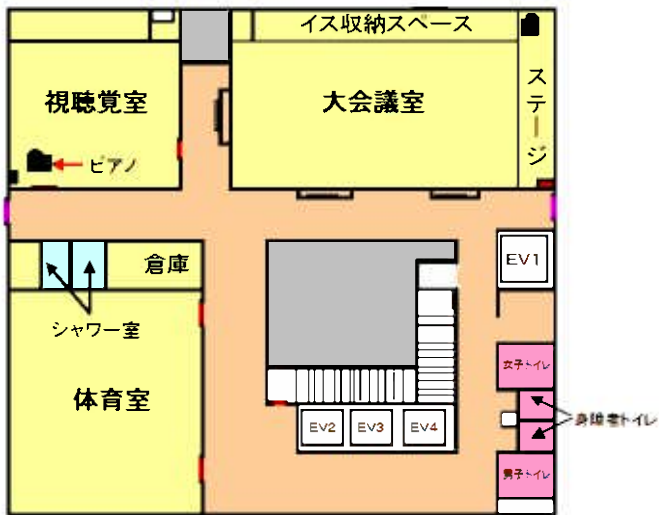 イス収納スペース
視聴覚室
大会議室
ステージ
ピアノ
倉庫
EV1
シャワー室
体育室
女子トイレ
身障者トイレ
EV2
EV3
EV4
男子トイレ